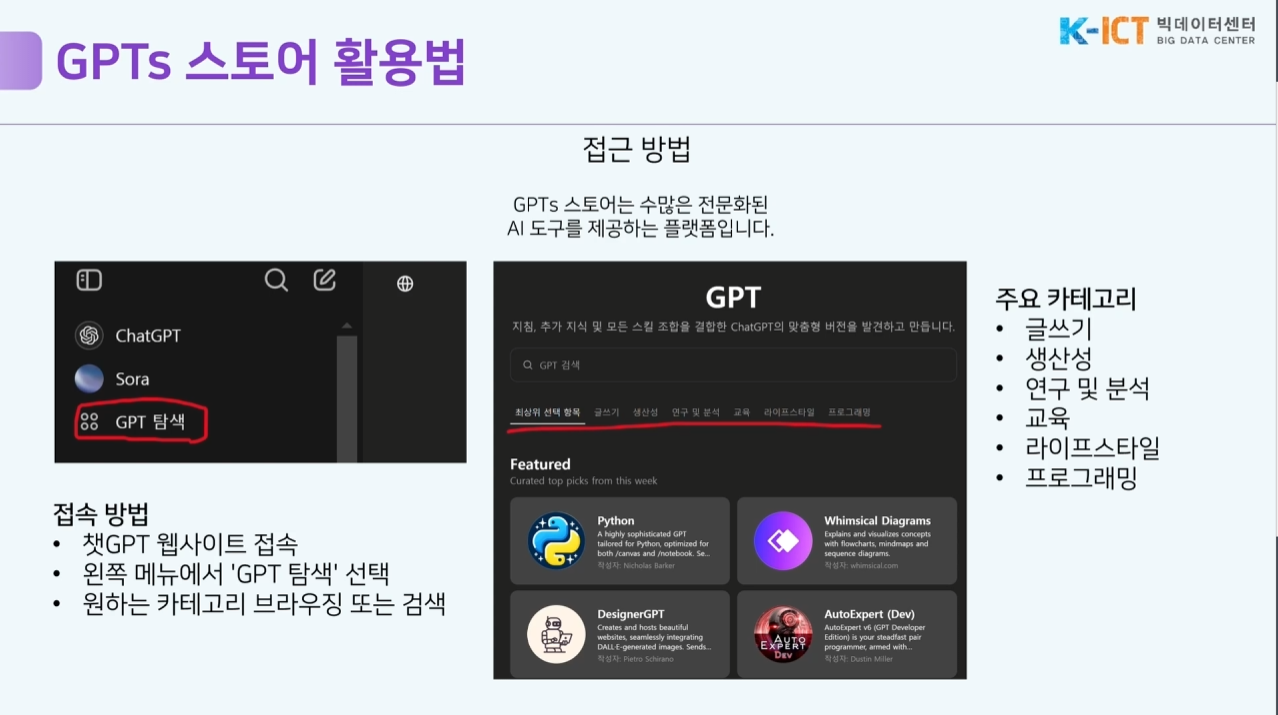 GPTs 스토어 활용법
K-ICT 빅데이터센터
BIG DATA CENTER
접근 방법
GPTs 스토어는 수많은 전문화된
AI 도구를 제공하는 플랫폼입니다.
ChatGPT
Sora
GPT 탐색
접속 방법
• 챗GPT 웹사이트 접속
• 왼쪽 메뉴에서 'GPT 탐색' 선택
• 원하는 카테고리 브라우징 또는 검색
GPT
지침, 추가 지식 및 모든 스킬 조합을 결합한 ChatGPT의 맞춤형 버전을 발견하고 만듭니다.
GPT 검색
최상위 선택 항목 글쓰기 생산성 연구 및 분석 교육 라이프스타일 프로그래밍
Featured
Curated top picks from this week
Python
A highly sophisticated GPT
tailored for Python, optimized for
both /canvas and /notebook. Se...
작성자: Nicholas Barker
Whimsical Diagrams
Explains and visualizes concepts
with flowcharts, mindmaps and
sequence diagrams.
작성자: whimsical.com
DesignerGPT
Creates and hosts beautiful
websites, seamlessly integrating
DALL·E-generated images. Sends...
작성자: Pietro Schirano
AUTO
EXPERT
DEV
AutoExpert (Dev)
AutoExpert v6 (GPT Developer
Edition) is your steadfast pair
programmer, armed with...
작성자: Dustin Miller
주요 카테고리
• 글쓰기
• 생산성
• 연구 및 분석
• 교육
• 라이프스타일
• 프로그래밍